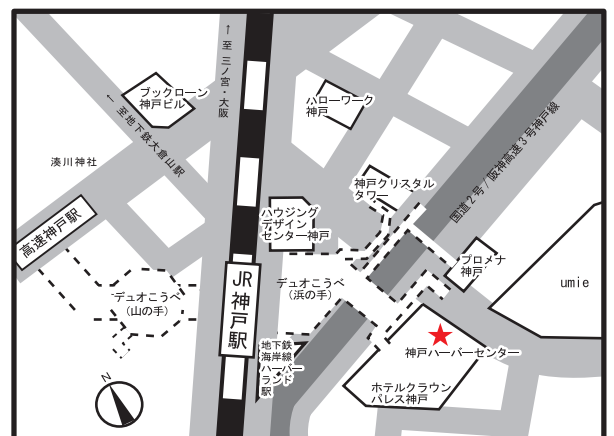 ← 至 三ノ宮・大阪
ブックローン
神戸ビル
← 至地下鉄大倉山駅
湊川神社
高速神戸駅
ハローワーク
神戸
国道2号/阪神高速3号神戸線
神戸クリスタル
タワー
ハウジング
デザイン
センター神戸
プロメナ
神戸
umie
デュオこうべ
(山の手)
JR
神戸駅
デュオこうべ
(浜の手)
地下鉄
海岸線
ハーバー
ランド
駅
神戸ハーバーセンター
ホテルクラウン
パレス神戸
N